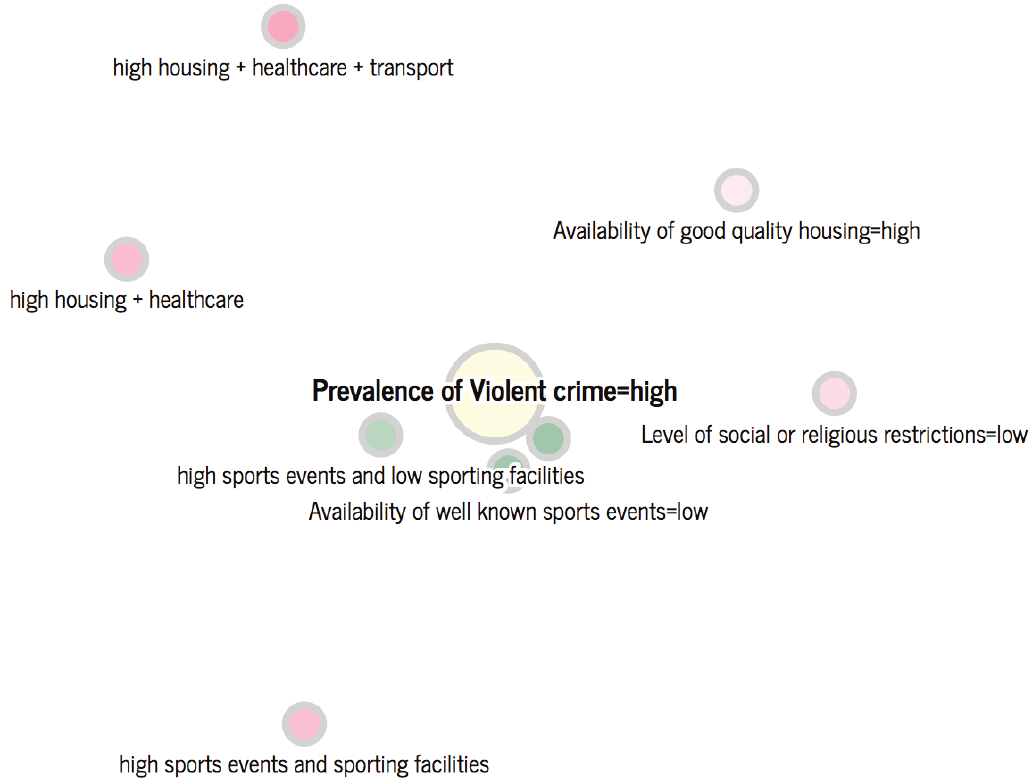 high housing + healthcare + transport
Availability of good quality housing=high
high housing + healthcare
Prevalence of Violent crime=high
Level of social or religious restrictions=low
high sports events and low sporting facilities
Availability of well known sports events=low
high sports events and sporting facilities